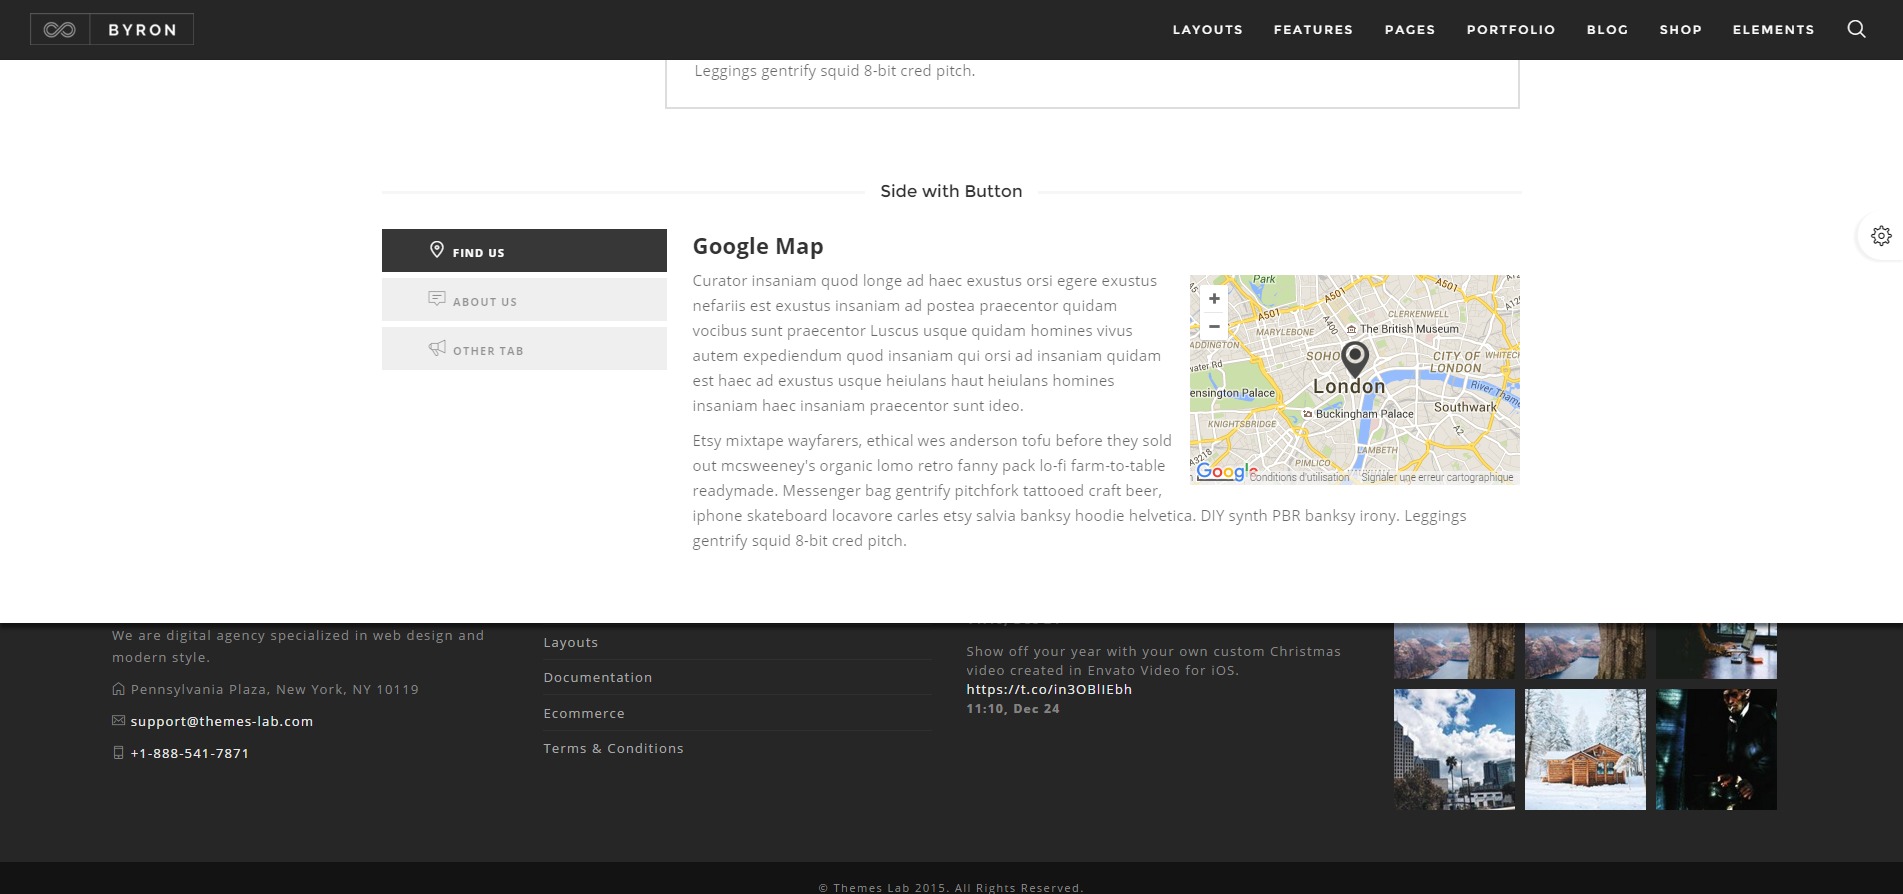 BYRON
LAYOUTS FEATURES PAGES PORTFOLIO BLOG SHOP ELEMENTS
Leggings gentrify squid 8-bit cred pitch.
Side with Button
FIND US
ABOUT US
OTHER TAB
Google Map
Curator insaniam quod longe ad haec exustus orsi egere exustus
nefariis est exustus insaniam ad postea praecentor quidam
vocibus sunt praecentor Luscus usque quidam homines vivus
autem expediendum quod insaniam qui orsi ad insaniam quidam
est haec ad exustus usque heiulans haut heiulans homines
insaniam haec insaniam praecentor sunt ideo.
Etsy mixtape wayfarers, ethical wes anderson tofu before they sold
out mcsweeney's organic lomo retro fanny pack lo-fi farm-to-table
readymade. Messenger bag gentrify pitchfork tattooed craft beer,
iphone skateboard locavore carles etsy salvia banksy hoodie helvetica. DIY synth PBR banksy irony. Leggings
gentrify squid 8-bit cred pitch.
+
−
Park
A501
A501
A501
A400
CLERKENWELL
The British Museum
MARYLEBONE
ADDINGTON
SOHO
CITY OF
LONDON
WHITECH
London
ensington Palace
River Tham
Buckingham Palace
Southwark
KNIGHTSBRIDGE
A2
A3218
LAMBETH
PIMLICO
Google
Conditions d'utilisation
Signaler une erreur cartographique
We are digital agency specialized in web design and
modern style.
Pennsylvania Plaza, New York, NY 10119
support@themes-lab.com
+1-888-541-7871
Layouts
Documentation
Ecommerce
Terms & Conditions
Show off your year with your own custom Christmas
video created in Envato Video for iOS.
https://t.co/in3OBlIEbh
11:10, Dec 24
© Themes Lab 2015. All Rights Reserved.